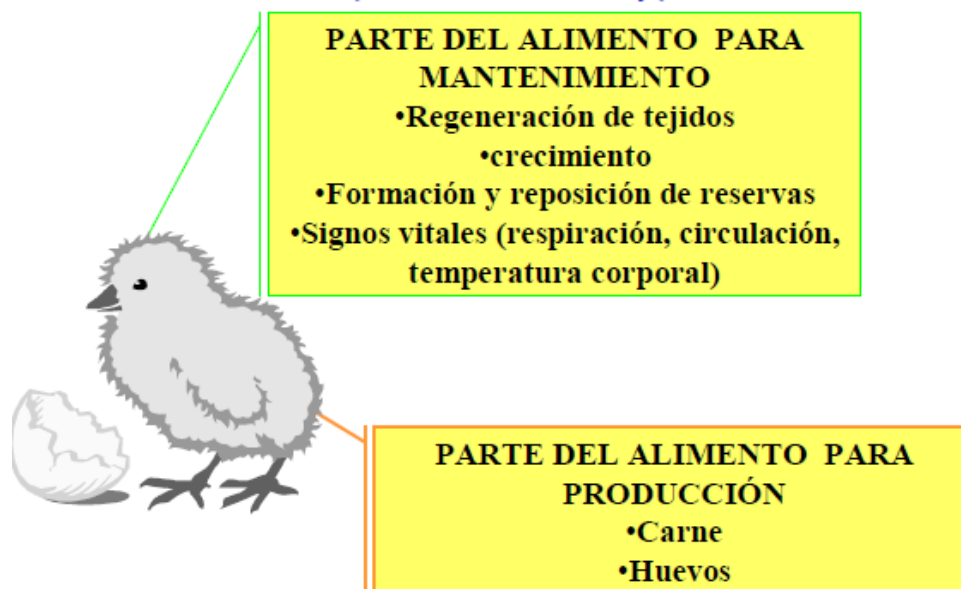 PARTE DEL ALIMENTO PARA
MANTENIMIENTO
•Regeneración de tejidos
•crecimiento
•Formación y reposición de reservas
•Signos vitales (respiración, circulación,
temperatura corporal)
PARTE DEL ALIMENTO PARA
PRODUCCIÓN
•Carne
•Huevos